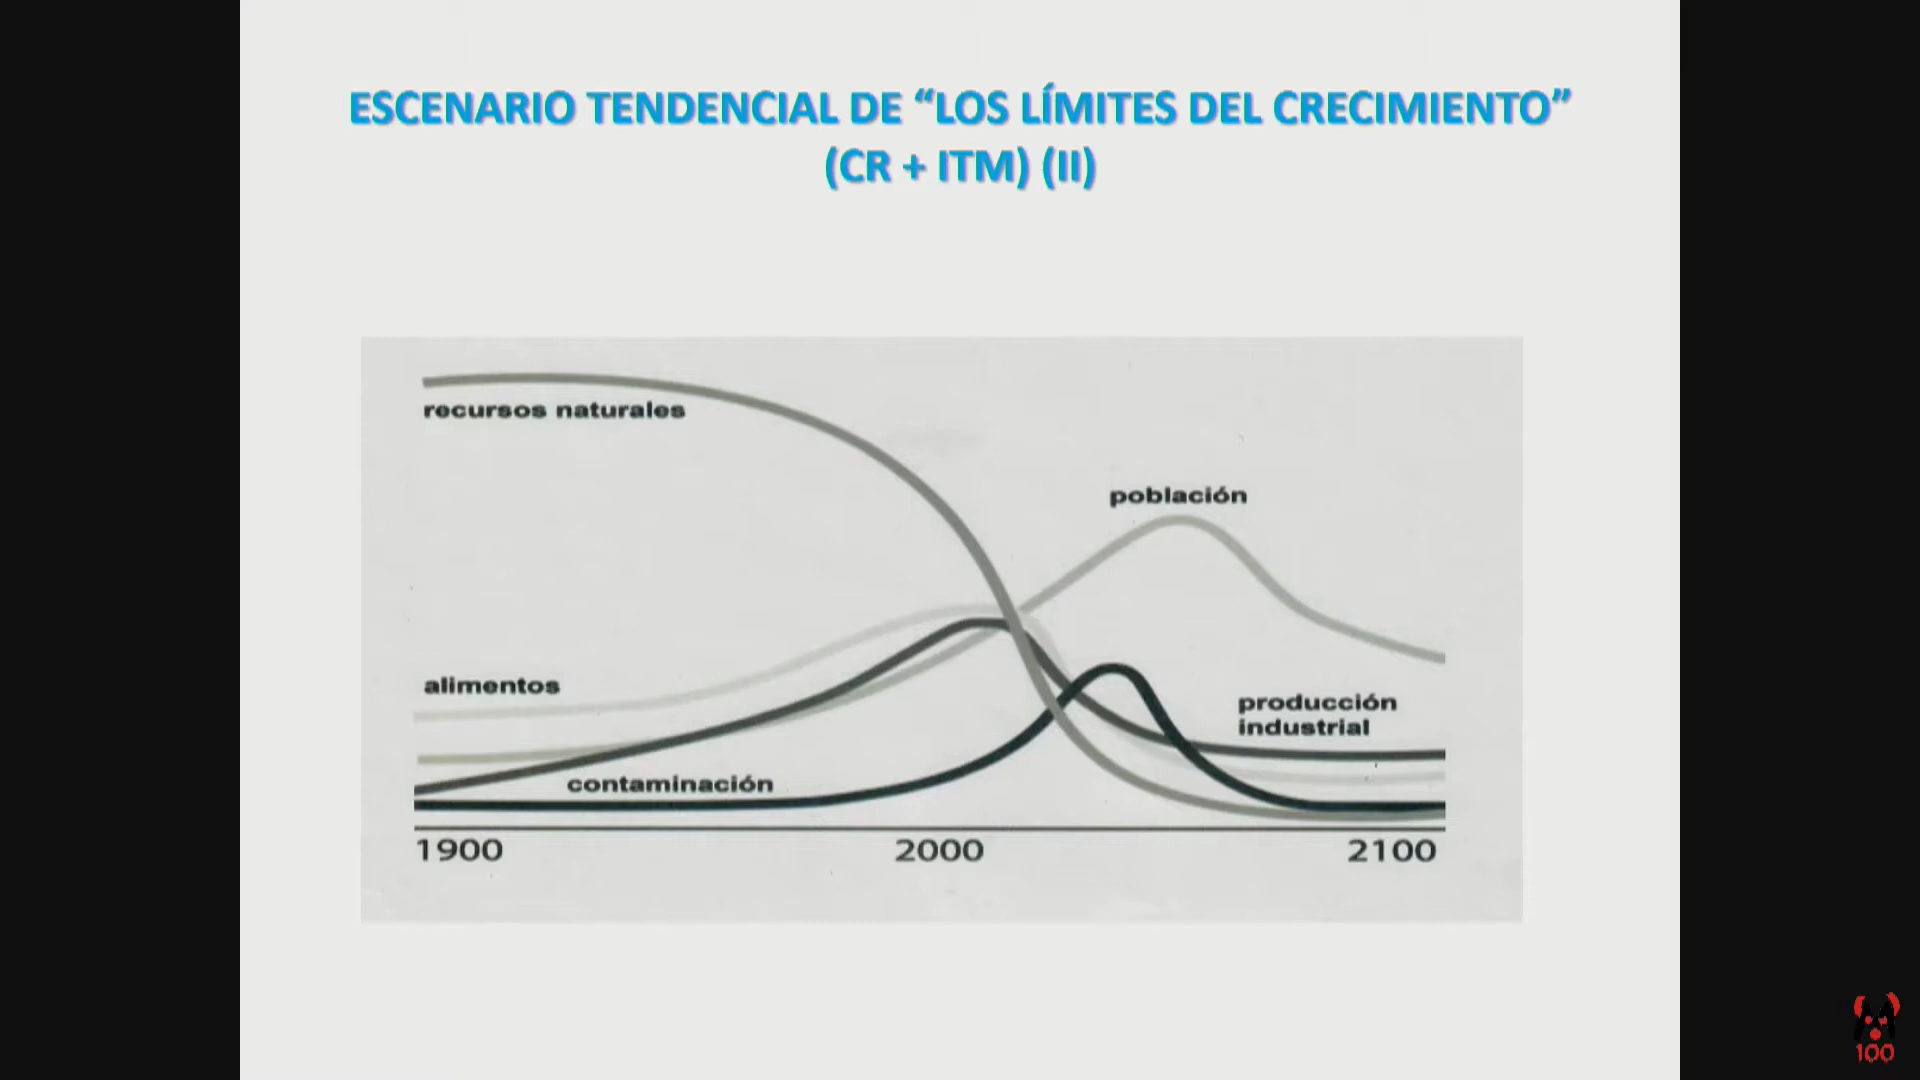 ESCENARIO TENDENCIAL DE “LOS LÍMITES DEL CRECIMIENTO”
(CR + ITM) (II)
recursos naturales
población
alimentos
producción
industrial
contaminación
1900
2000
2100
100